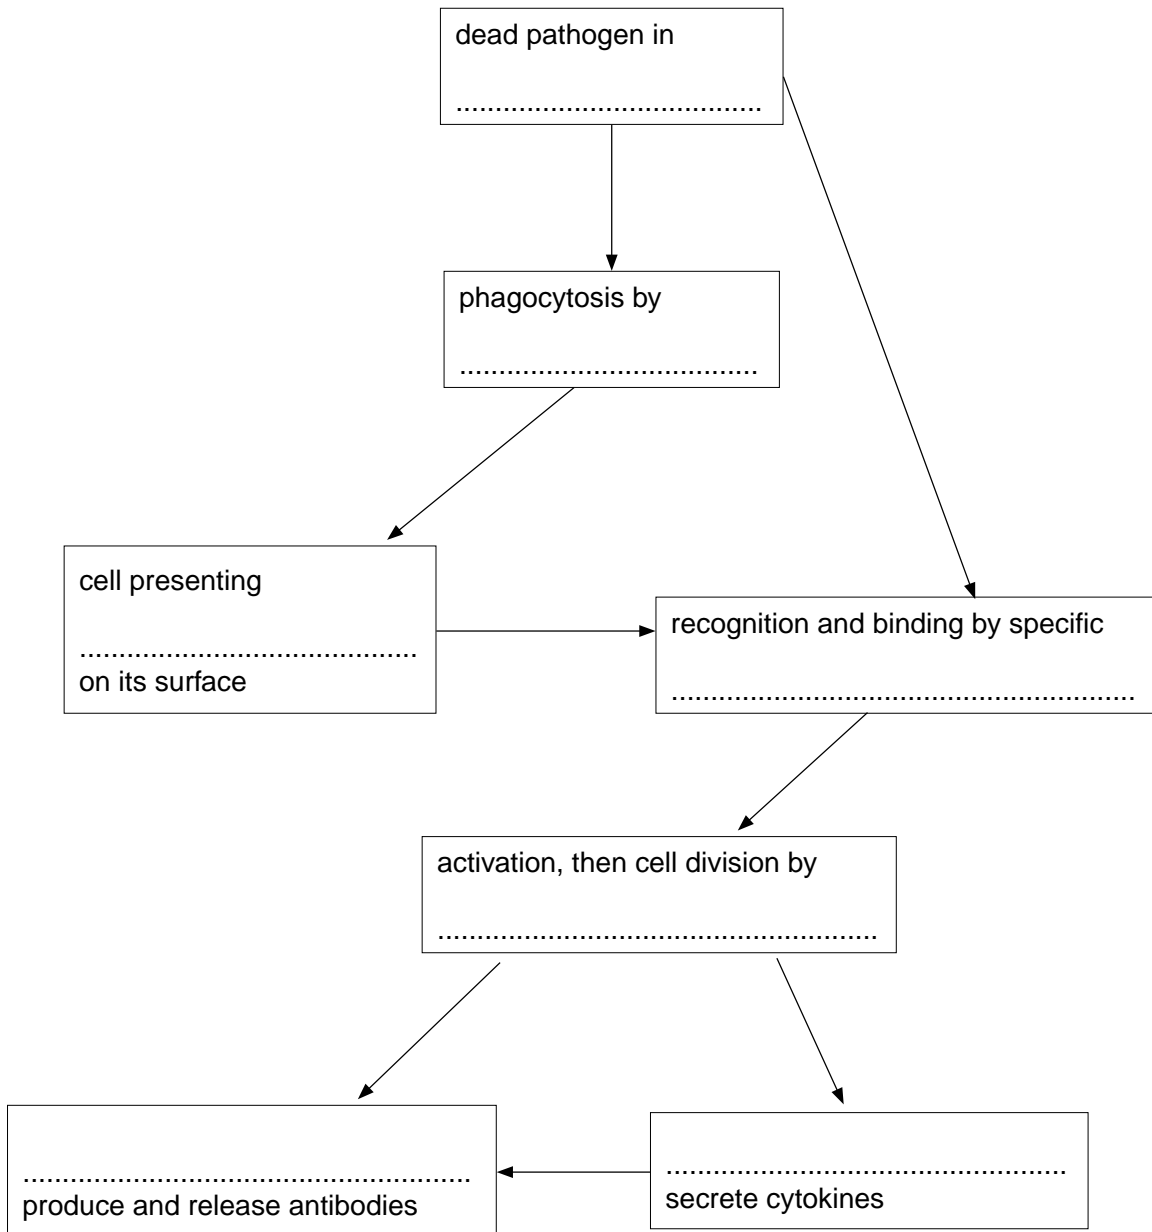 dead pathogen in
.......................................
phagocytosis by
......................................
cell presenting
...........................................
on its surface
recognition and binding by specific
...........................................................
activation, then cell division by
........................................................
.........................................................
produce and release antibodies
...................................................
secrete cytokines